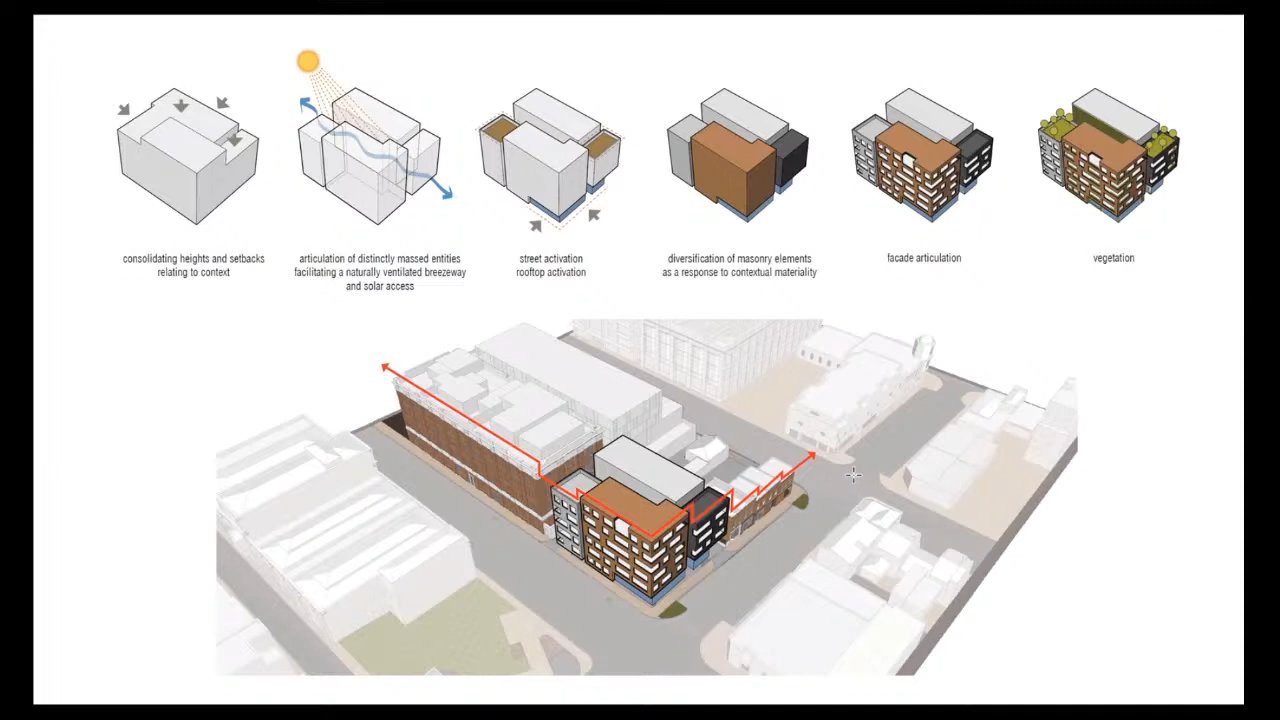 consolidating heights and setbacks
relating to context
articulation of distinctly massed entities
facilitating a naturally ventilated breezeway
and solar access
street activation
rooftop activation
diversification of masonry elements
as a response to contextual materiality
facade articulation
vegetation